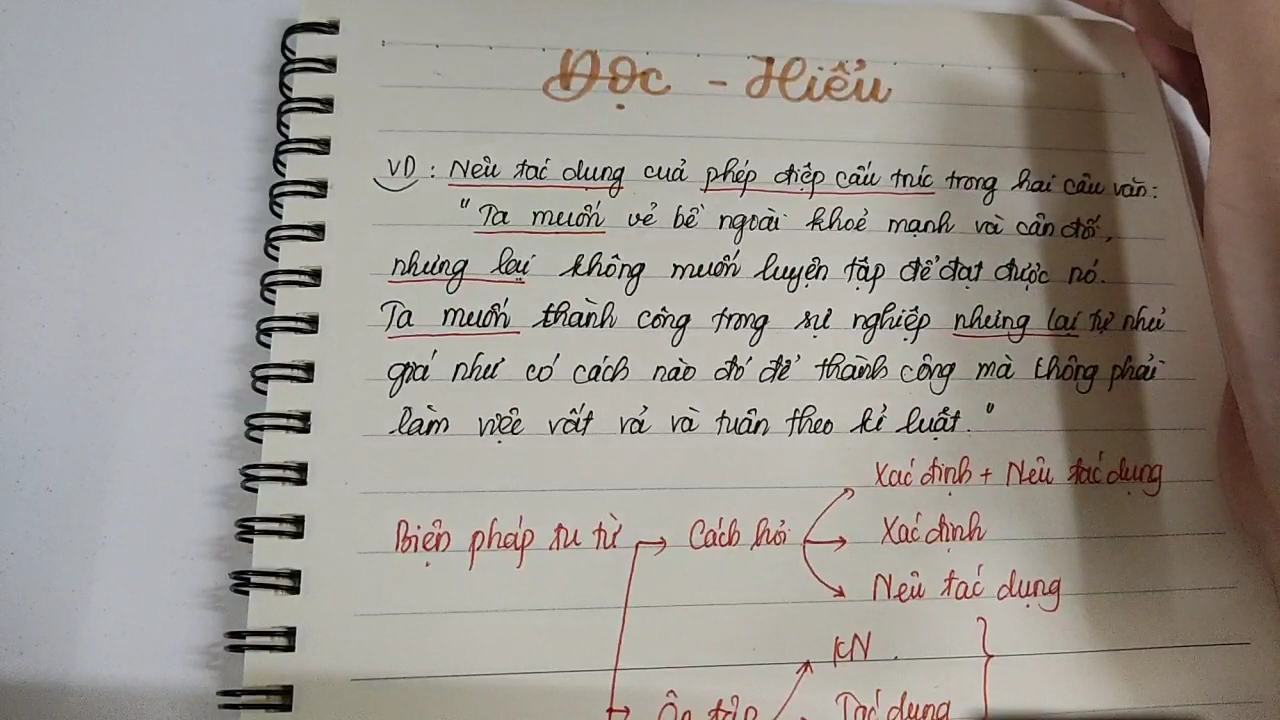 Đọc - Hiểu
VD : Nêu tác dụng của phép điệp cấu trúc trong hai câu văn:
"Ta muốn vẻ bề ngoài khoẻ mạnh và cân đối,
nhưng lại không muốn luyện tập để đạt được nó.
Ta muốn thành công trong sự nghiệp nhưng lại tự nhủ
giá như có cách nào đó để thành công mà không phải
làm việc vất vả và tuân theo kỉ luật."
Xác định + Nêu tác dụng
Biện pháp tu từ → Cách hỏi → Xác định
Nêu tác dụng
KN
Ôn tập Tác dụng